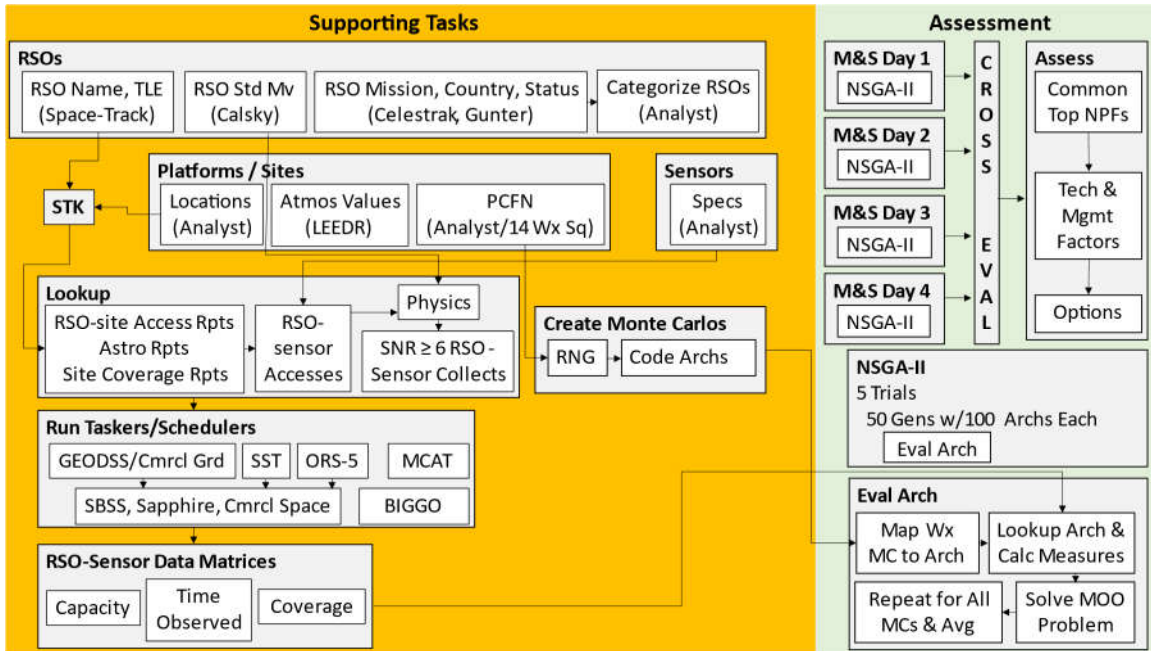 Supporting Tasks
RSOs
RSO Name, TLE
(Space-Track)
RSO Std Mv
(Calsky)
RSO Mission, Country, Status
(Celestrak, Gunter)
Categorize RSOs
(Analyst)
STK
Platforms / Sites
Locations
(Analyst)
Atmos Values
(LEEDR)
PCFN
(Analyst/14 Wx Sq)
Sensors
Specs
(Analyst)
Lookup
RSO-site Access Rpts
Astro Rpts
Site Coverage Rpts
RSO-
sensor
Accesses
Physics
SNR ≥ 6 RSO -
Sensor Collects
Create Monte Carlos
RNG
Code Archs
Run Taskers/Schedulers
GEODSS/Cmrcl Grd
SST
ORS-5
MCAT
SBSS, Sapphire, Cmrcl Space
BIGGO
RSO-Sensor Data Matrices
Capacity
Time
Observed
Coverage
Assessment
M&S Day 1
NSGA-II
M&S Day 2
NSGA-II
M&S Day 3
NSGA-II
M&S Day 4
NSGA-II
CROSS EVAL
Assess
Common
Top NPFs
Tech &
Mgmt
Factors
Options
NSGA-II
5 Trials
50 Gens w/100 Archs Each
Eval Arch
Eval Arch
Map Wx
MC to Arch
Lookup Arch &
Calc Measures
Repeat for All
MCs & Avg
Solve MOO
Problem